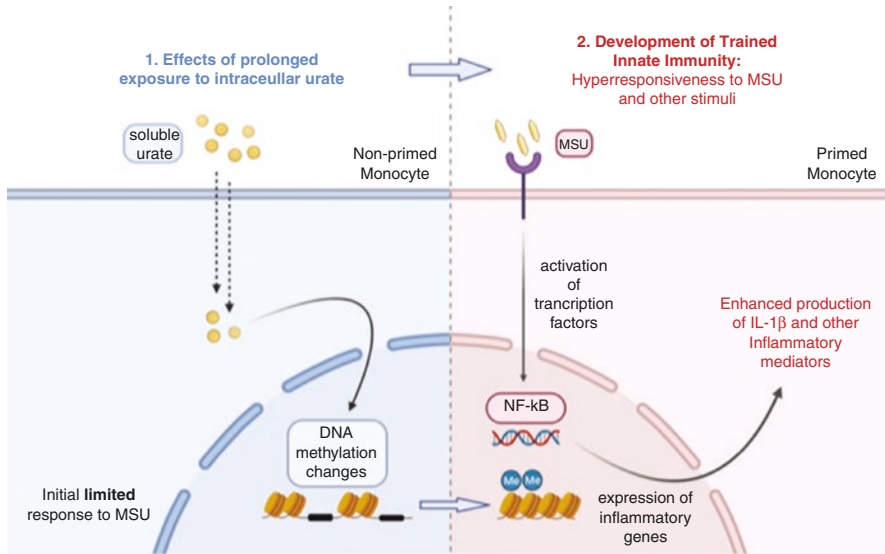 1. Effects of prolonged
exposure to intraceullar urate
2. Development of Trained
Innate Immunity:
Hyperresponsiveness to MSU
and other stimuli
soluble
urate
Non-primed
Monocyte
MSU
Primed
Monocyte
activation
of
trancription
factors
Enhanced production
of IL-1β and other
Inflammatory
mediators
NF-kB
DNA
methylation
changes
Me Me
Initial limited
response to MSU
expression of
inflammatory
genes